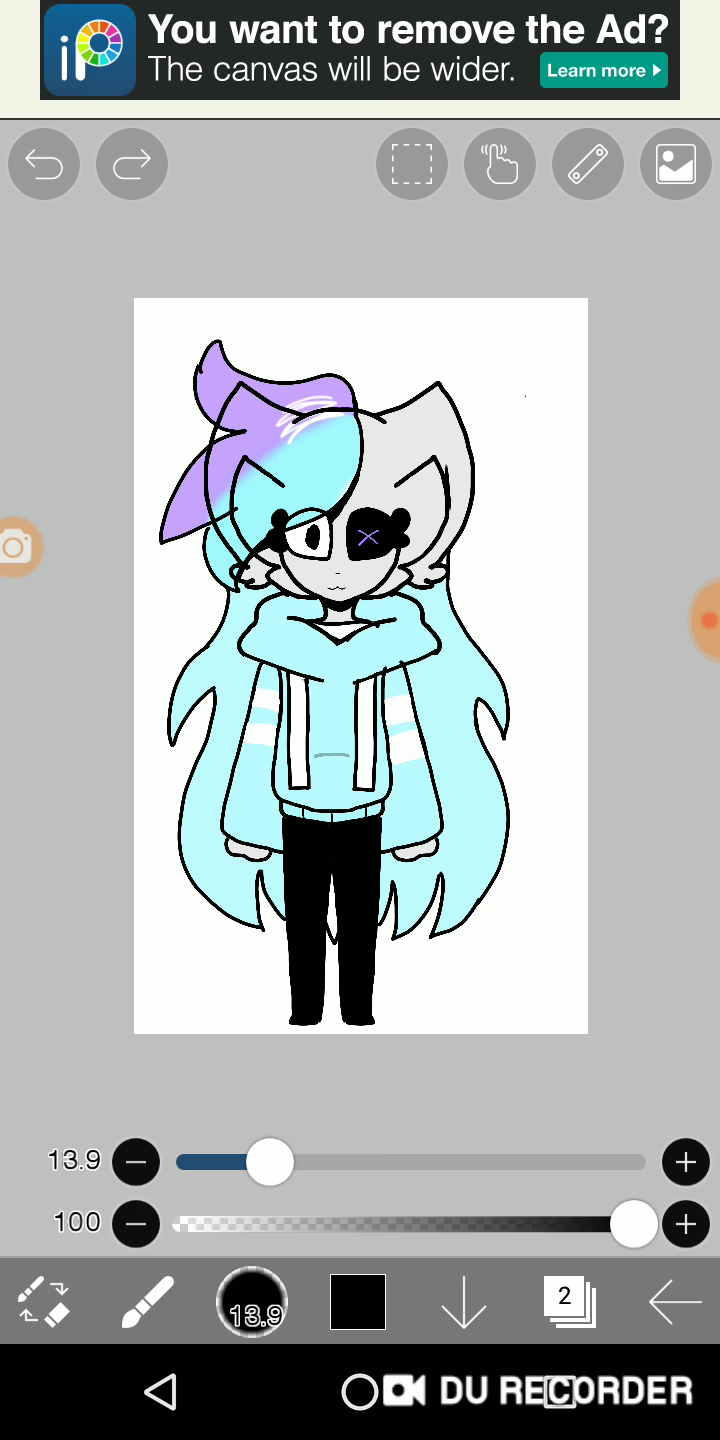 You want to remove the Ad?
iP
The canvas will be wider.
Learn more
13.9
100
13.9
2
DU RECORDER